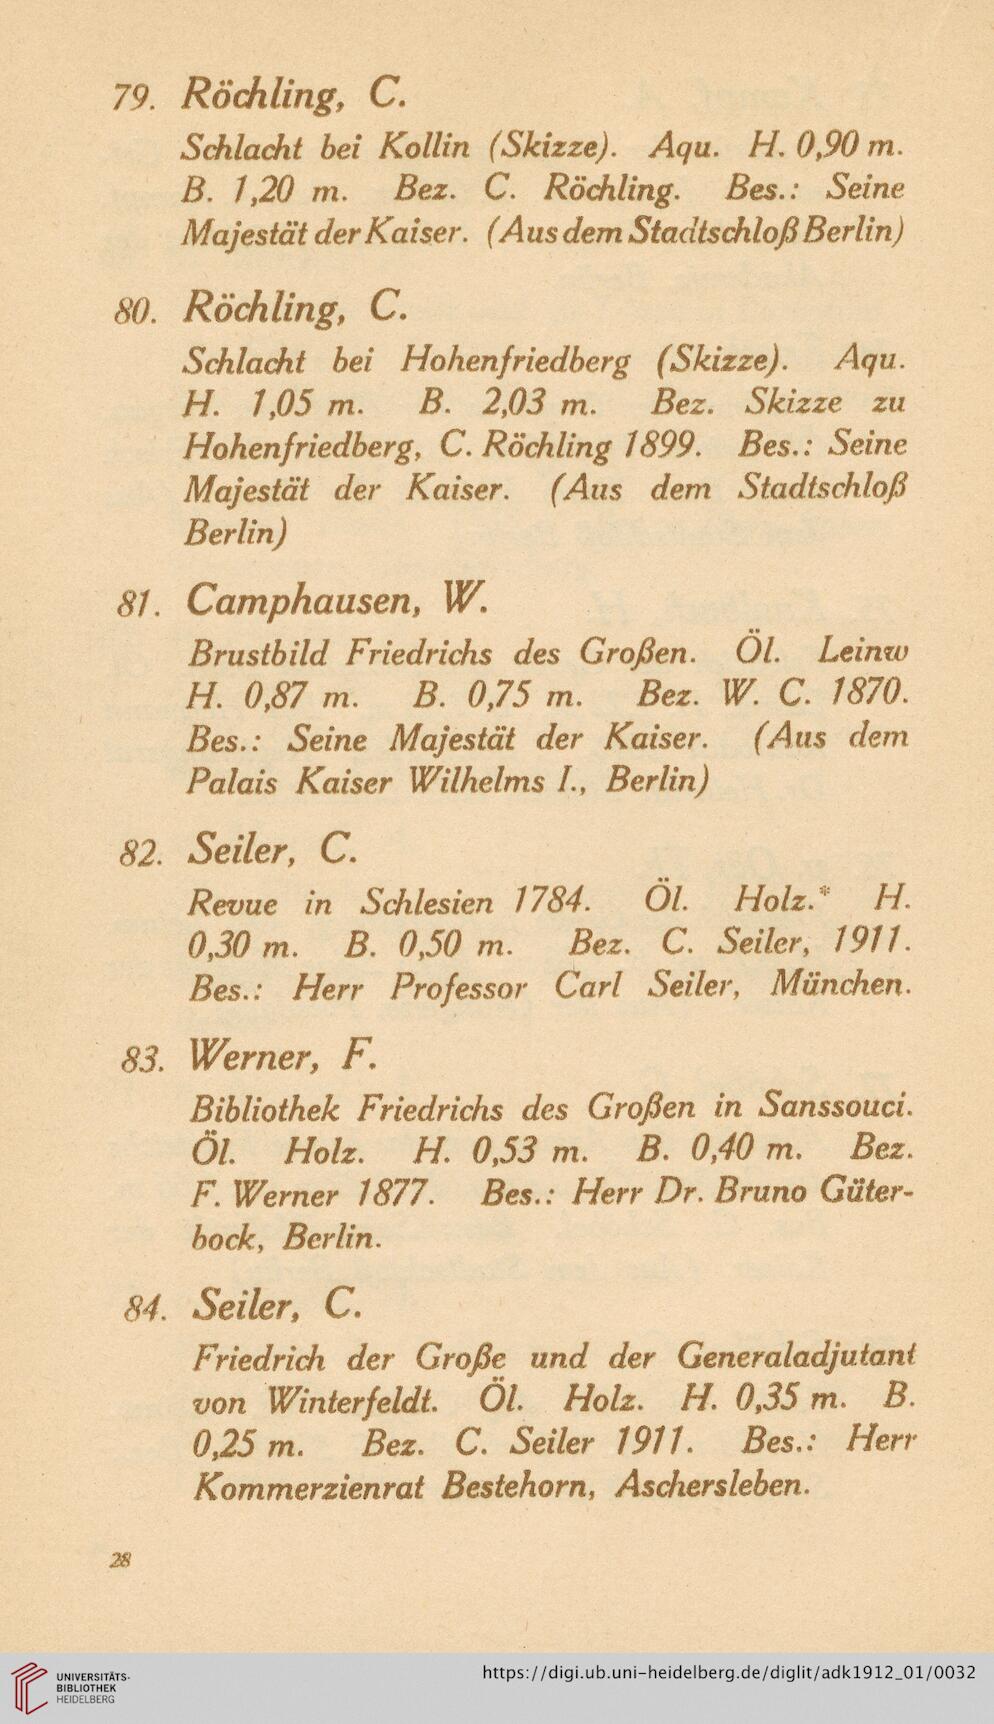 79. Röchling, C.
Schlacht bei Kollin (Skizze). Aqu. H. 0,90 m.
B. 1,20 m. Bez. C. Röchling. Bes.: Seine
Majestät der Kaiser. (Aus dem Stadtschloß Berlin)
80. Röchling, C.
Schlacht bei Hohenfriedberg (Skizze). Aqu.
H. 1,05 m. B. 2,03 m. Bez. Skizze zu
Hohenfriedberg, C. Röchling 1899. Bes.: Seine
Majestät der Kaiser. (Aus dem Stadtschloß
Berlin)
81. Camphausen, W.
Brustbild Friedrichs des Großen. Öl. Leinw
H. 0,87 m. B. 0,75 m. Bez. W. C. 1870.
Bes.: Seine Majestät der Kaiser. (Aus dem
Palais Kaiser Wilhelms I., Berlin)
82. Seiler, C.
Revue in Schlesien 1784. Öl. Holz.* H.
0,30 m. B. 0,50 m. Bez. C. Seiler, 1911.
Bes.: Herr Professor Carl Seiler, München.
83. Werner, F.
Bibliothek Friedrichs des Großen in Sanssouci.
Öl. Holz. H. 0,53 m. B. 0,40 m. Bez.
F. Werner 1877. Bes.: Herr Dr. Bruno Güter-
bock, Berlin.
84. Seiler, C.
Friedrich der Große und der Generaladjutant
von Winterfeldt. Öl. Holz. H. 0,35 m. B.
0,25 m. Bez. C. Seiler 1911. Bes.: Herr
Kommerzienrat Bestehorn, Aschersleben.
28
UNIVERSITÄTS-
BIBLIOTHEK
HEIDELBERG
https://digi.ub.uni-heidelberg.de/diglit/adk1912_01/0032